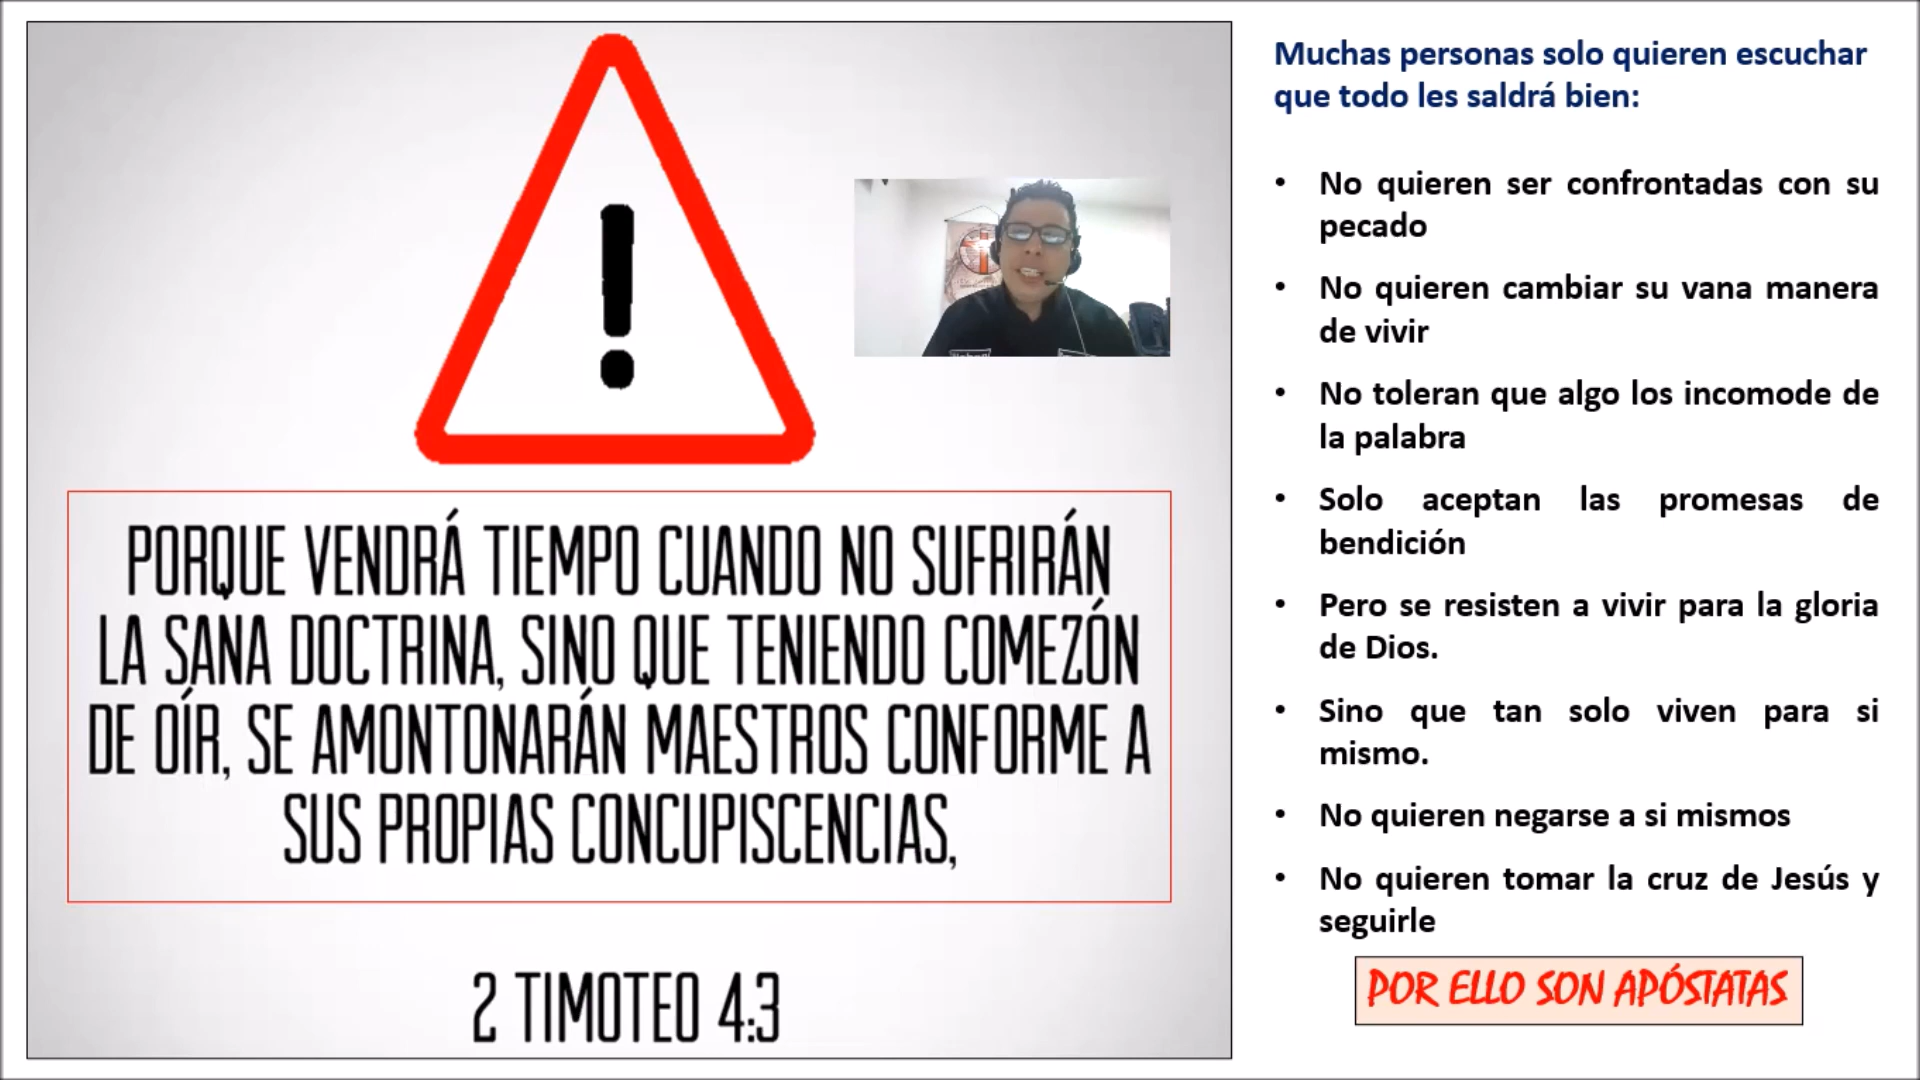 PORQUE VENDRÁ TIEMPO CUANDO NO SUFRIRÁN
LA SANA DOCTRINA, SINO QUE TENIENDO COMEZÓN
DE OÍR, SE AMONTONARÁN MAESTROS CONFORME A
SUS PROPIAS CONCUPISCENCIAS,
2 TIMOTEO 4:3
Muchas personas solo quieren escuchar
que todo les saldrá bien:
• No quieren ser confrontadas con su
pecado
• No quieren cambiar su vana manera
de vivir
• No toleran que algo los incomode de
la palabra
• Solo aceptan las promesas de
bendición
• Pero se resisten a vivir para la gloria
de Dios.
• Sino que tan solo viven para si
mismo.
• No quieren negarse a si mismos
• No quieren tomar la cruz de Jesús y
seguirle
POR ELLO SON APÓSTATAS